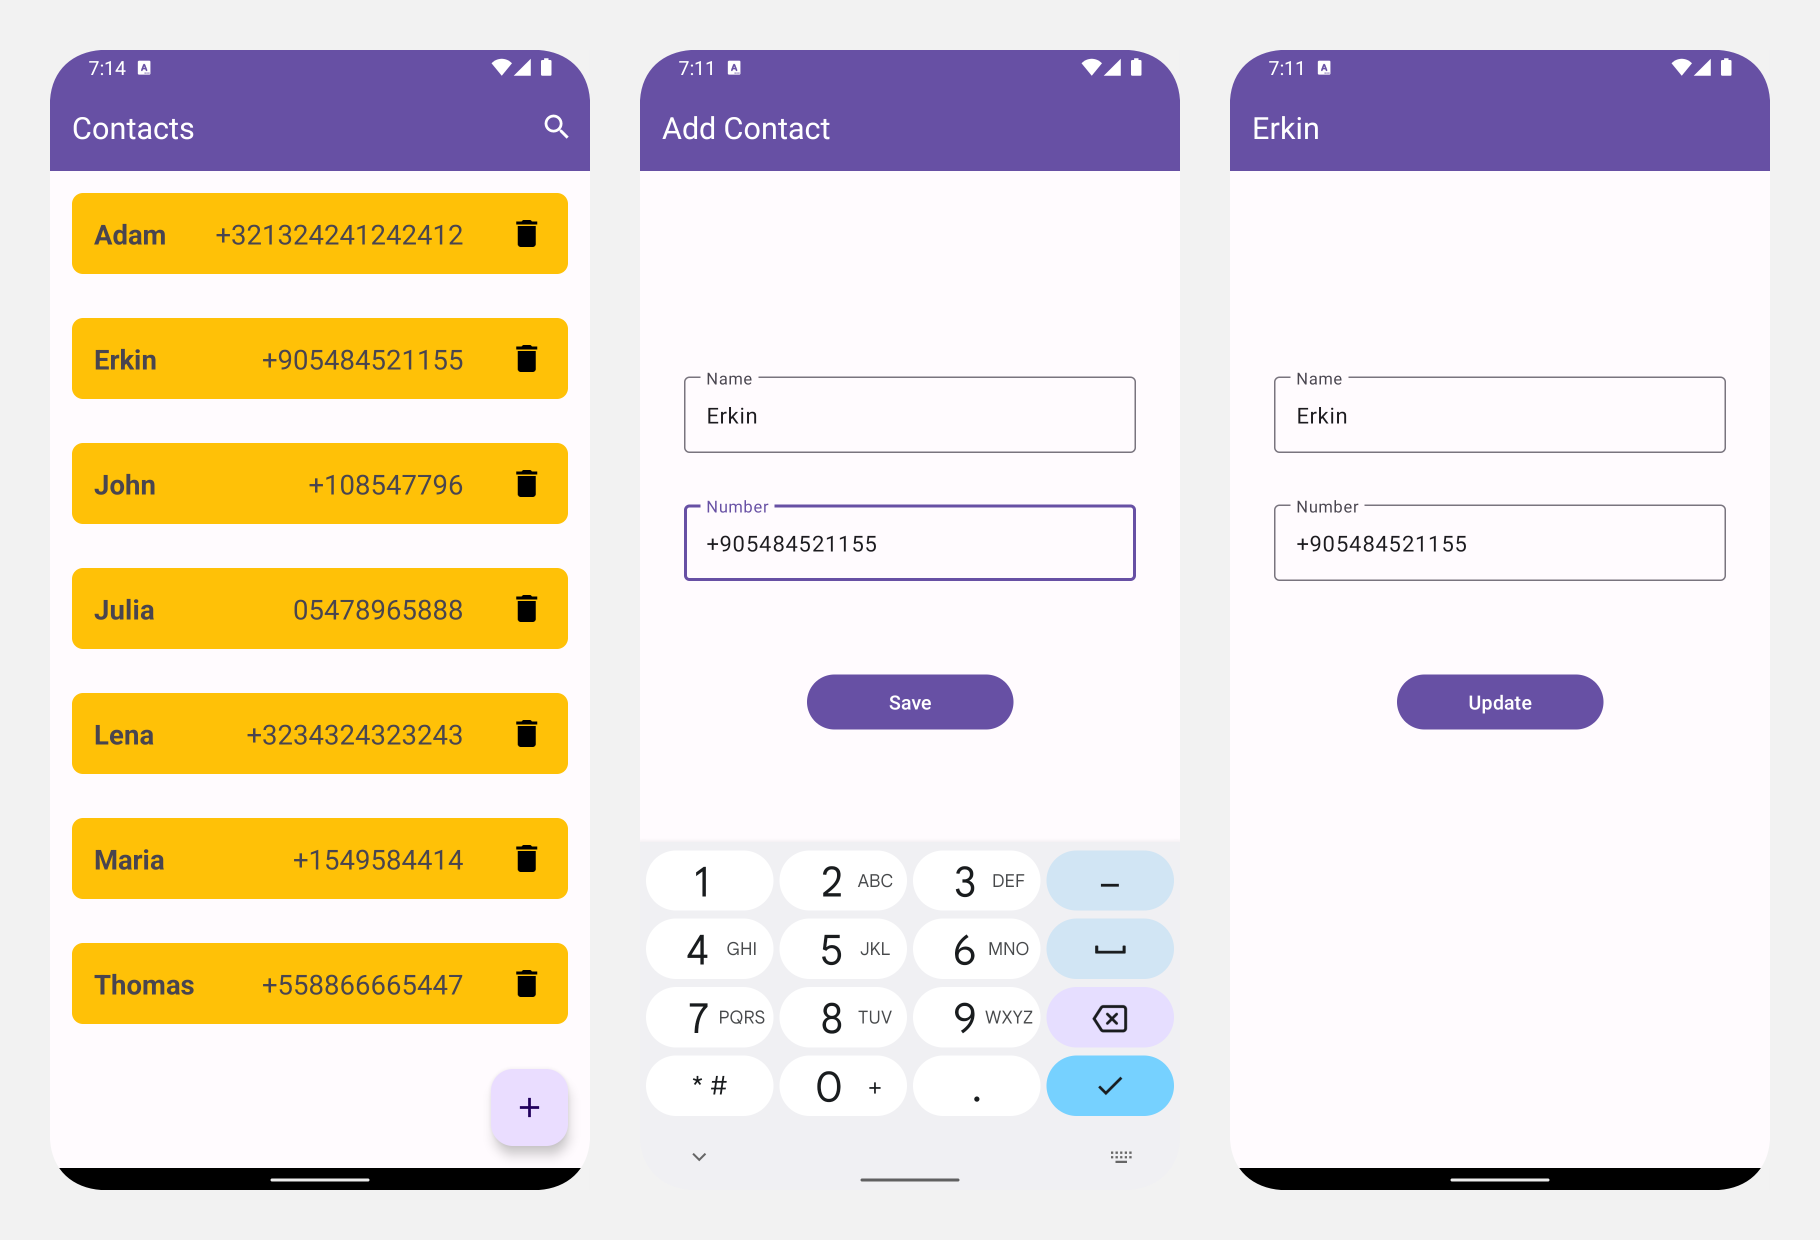 7:14
Contacts
Adam +321324241242412
Erkin +905484521155
John +108547796
Julia 05478965888
Lena +3234324323243
Maria +1549584414
Thomas +558866665447
+
7:11
Add Contact
Name
Erkin
Number
+905484521155
Save
1 2 ABC 3 DEF –
4 GHI 5 JKL 6 MNO
7 PQRS 8 TUV 9 WXYZ
* # 0 + .
7:11
Erkin
Name
Erkin
Number
+905484521155
Update